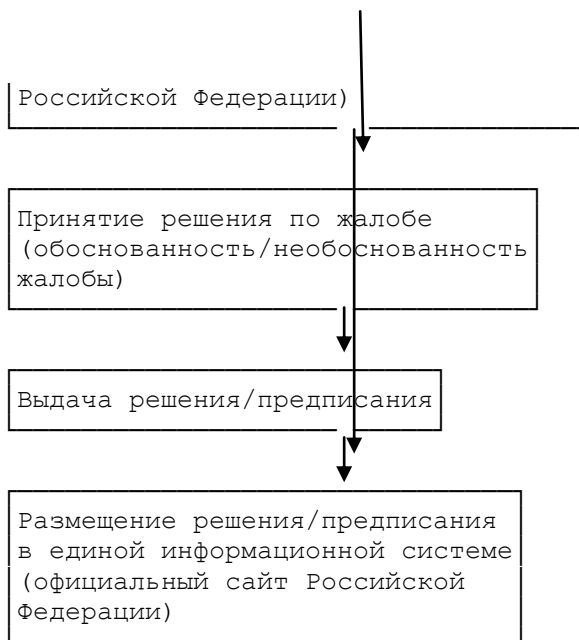 Российской Федерации)
Принятие решения по жалобе
(обоснованность/необоснованность
жалобы)
Выдача решения/предписания
Размещение решения/предписания
в единой информационной системе
(официальный сайт Российской
Федерации)